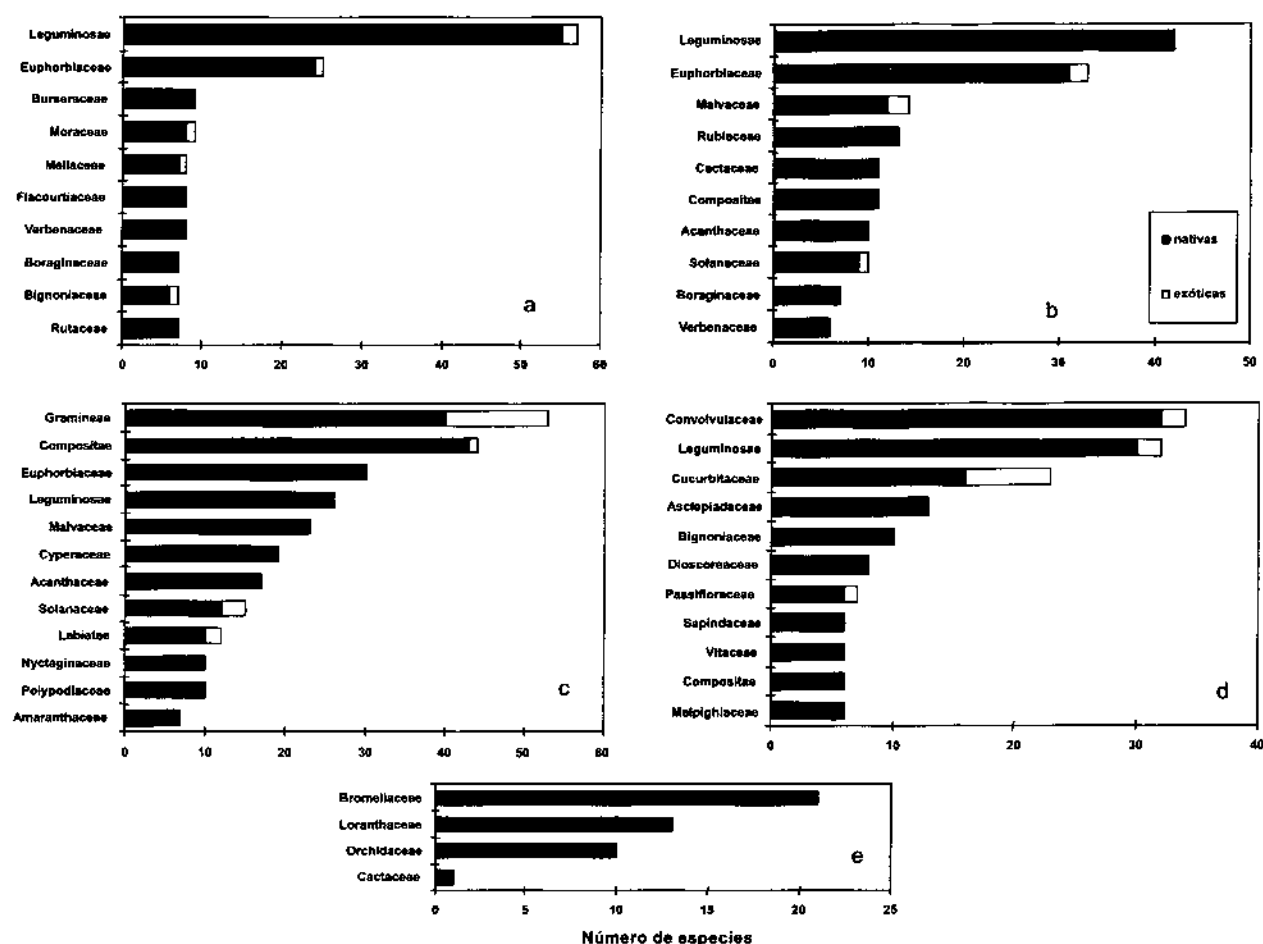 Leguminosae
Euphorbiaceae
Burseraceae
Moraceae
Meliaceae
Flacourtiaceae
Verbenaceae
Boraginaceae
Bignoniaceae
Rutaceae
0 10 20 30 40 50 60
a
Leguminosae
Euphorbiaceae
Malvaceae
Rubiaceae
Cactaceae
Compositae
Acanthaceae
Solanaceae
Boraginaceae
Verbenaceae
0 10 20 30 40 50
b
nativas
exóticas
Gramineae
Compositae
Euphorbiaceae
Leguminosae
Malvaceae
Cyperaceae
Acanthaceae
Solanaceae
Labiatae
Nyctaginaceae
Polypodiaceae
Amaranthaceae
0 10 20 30 40 50 60
c
Convolvulaceae
Leguminosae
Cucurbitaceae
Asclepiadaceae
Bignoniaceae
Dioscoreaceae
Passifloraceae
Sapindaceae
Vitaceae
Compositae
Malpighiaceae
0 10 20 30 40
d
Bromeliaceae
Loranthaceae
Orchidaceae
Cactaceae
0 5 10 15 20 25
e
Número de especies